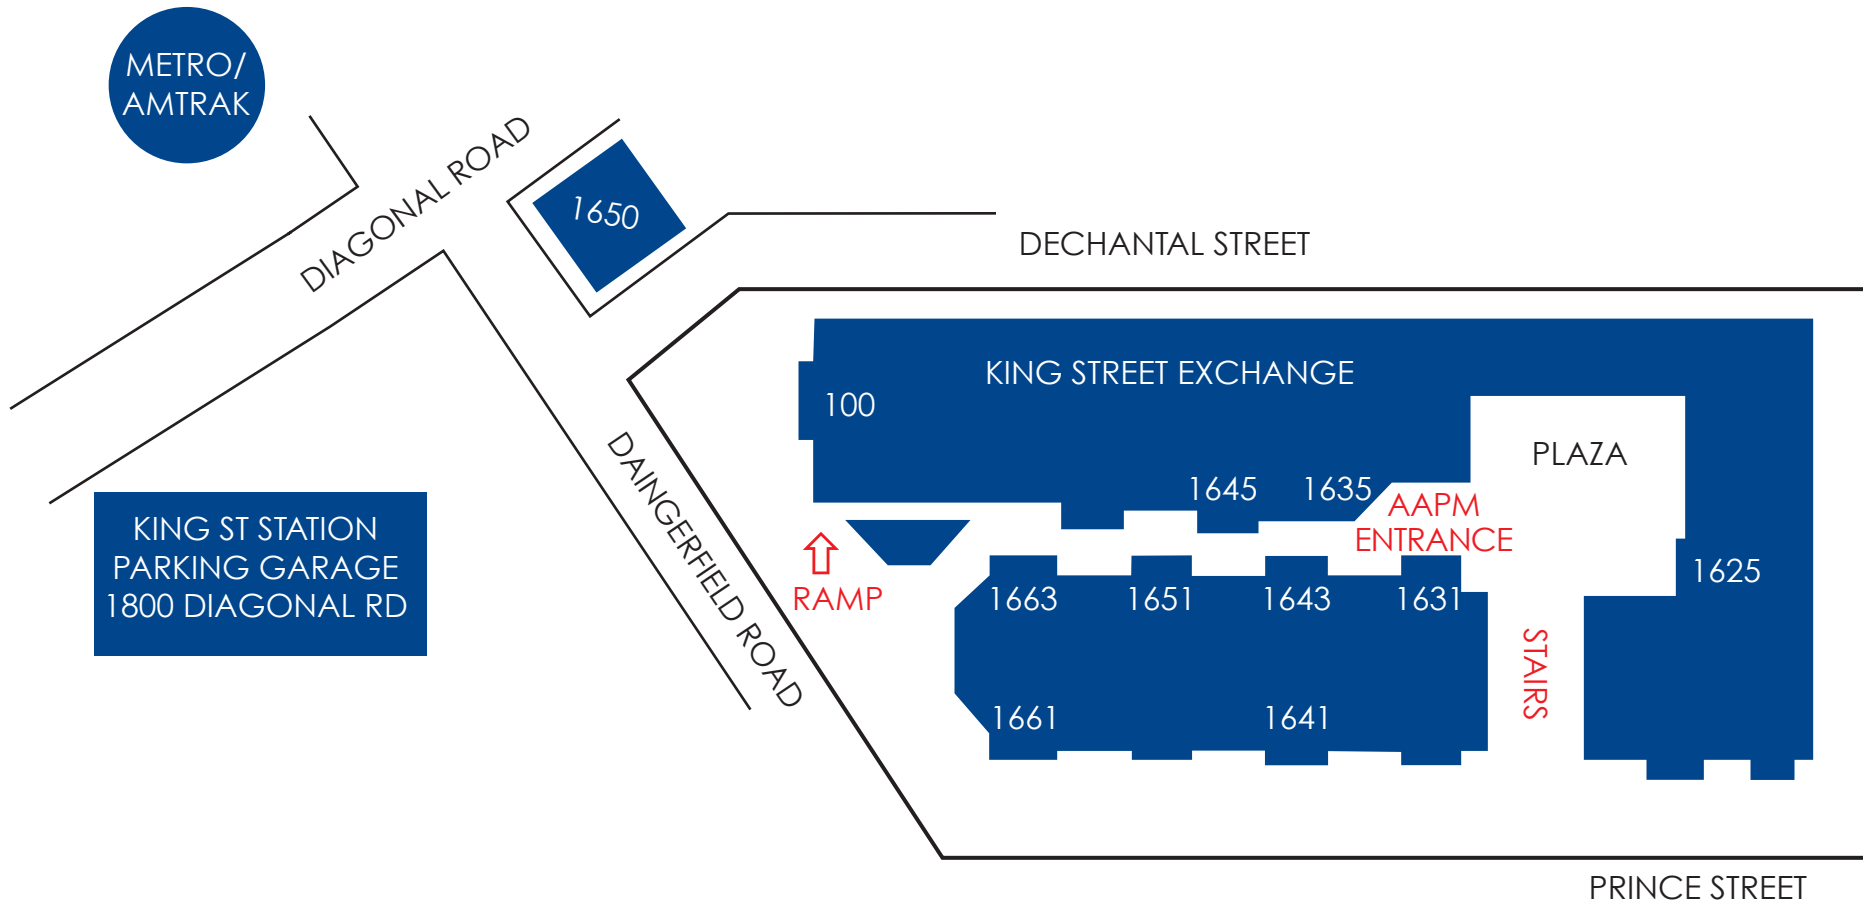 METRO/
AMTRAK
DIAGONAL ROAD
1650
DECHANTAL STREET
KING STREET EXCHANGE
100
PLAZA
1645
1635
AAPM
ENTRANCE
KING ST STATION
PARKING GARAGE
1800 DIAGONAL RD
DAINGERFIELD ROAD
RAMP
1663
1651
1643
1631
1625
STAIRS
1661
1641
PRINCE STREET